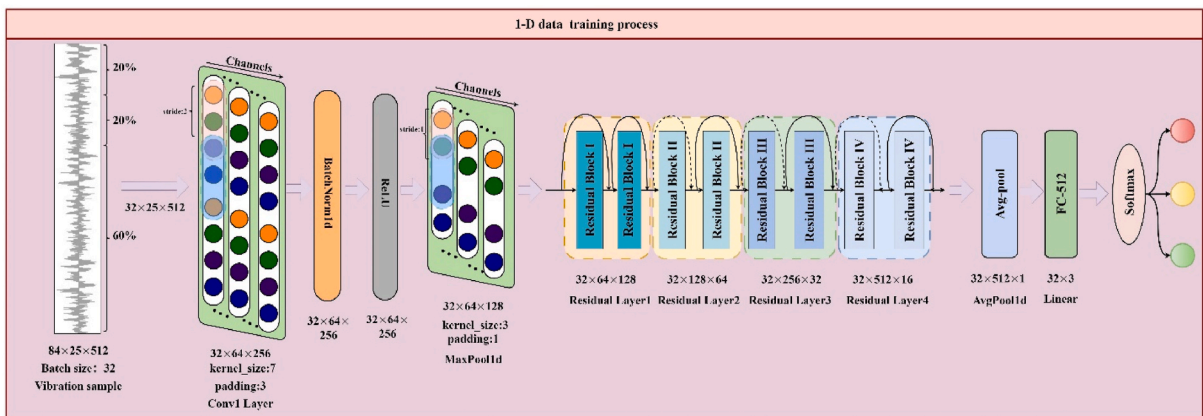 1-D data training process
20%
20%
60%
84×25×512
Batch size: 32
Vibration sample
32×25×512
Channels
stride:2
32×64×256
kernel_size:7
padding:3
Conv1 Layer
BatchNorm1d
32×64×
256
ReLU
32×64×
256
Channels
stride:1
32×64×128
kernel_size:3
padding:1
MaxPool1d
Residual Block I
Residual Block I
32×64×128
Residual Layer1
Residual Block II
Residual Block II
32×128×64
Residual Layer2
Residual Block III
Residual Block III
32×256×32
Residual Layer3
Residual Block IV
Residual Block IV
32×512×16
Residual Layer4
Avg-pool
32×512×1
AvgPool1d
FC-512
32×3
Linear
Softmax